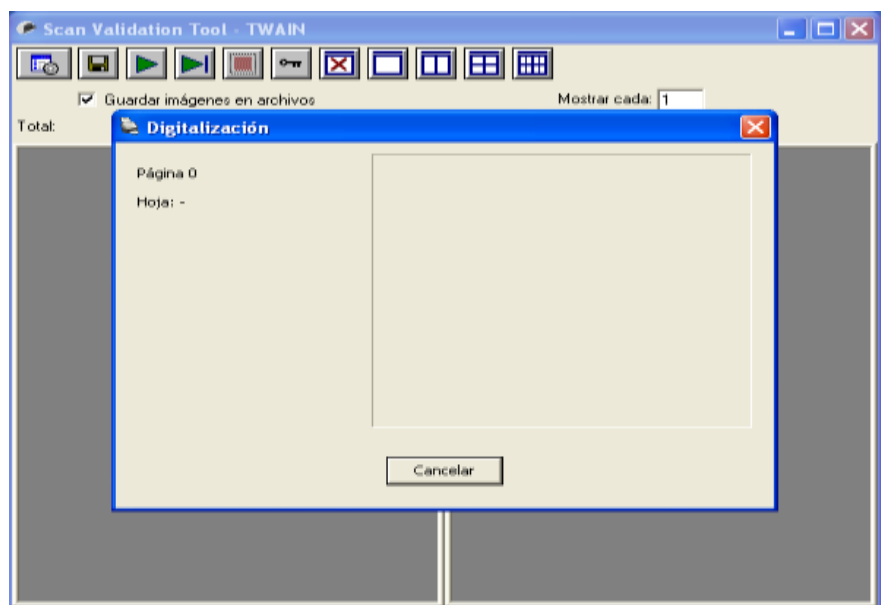 Scan Validation Tool - TWAIN
Guardar imágenes en archivos
Mostrar cada: 1
Total:
Digitalización
Página 0
Hoja: -
Cancelar